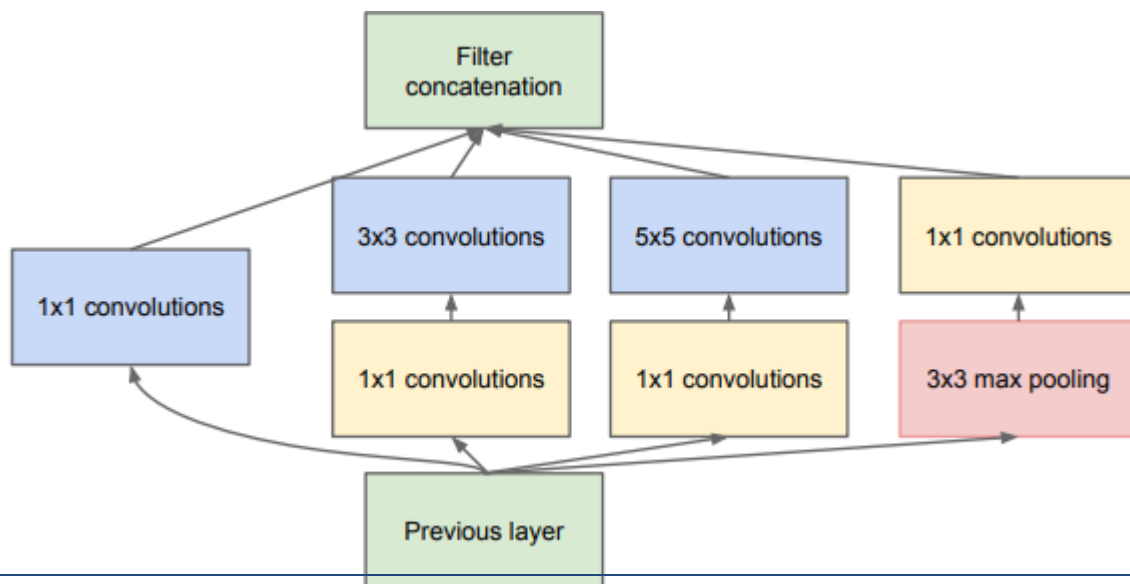 Filter
concatenation
3x3 convolutions
5x5 convolutions
1x1 convolutions
1x1 convolutions
1x1 convolutions
1x1 convolutions
3x3 max pooling
Previous layer